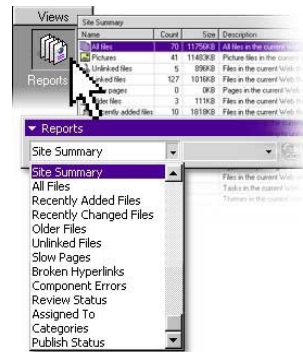 Views
Site Summary
Name Count Size Description
All files 70 11756KB All files in the current Web
Pictures 41 11483KB Picture files in the current
Unlinked files 5 896KB Files in the current Web
nked files 127 1016KB Files in the current Web
pages 0 0KB Pages in the current Web
der files 3 111KB Files in the current Web
ently added files 10 1818KB Files in the current Web
Reports
Reports
Site Summary
Files in the current Web
Tasks in the current
Themes in the current
Site Summary
All Files
Recently Added Files
Recently Changed Files
Older Files
Unlinked Files
Slow Pages
Broken Hyperlinks
Component Errors
Review Status
Assigned To
Categories
Publish Status